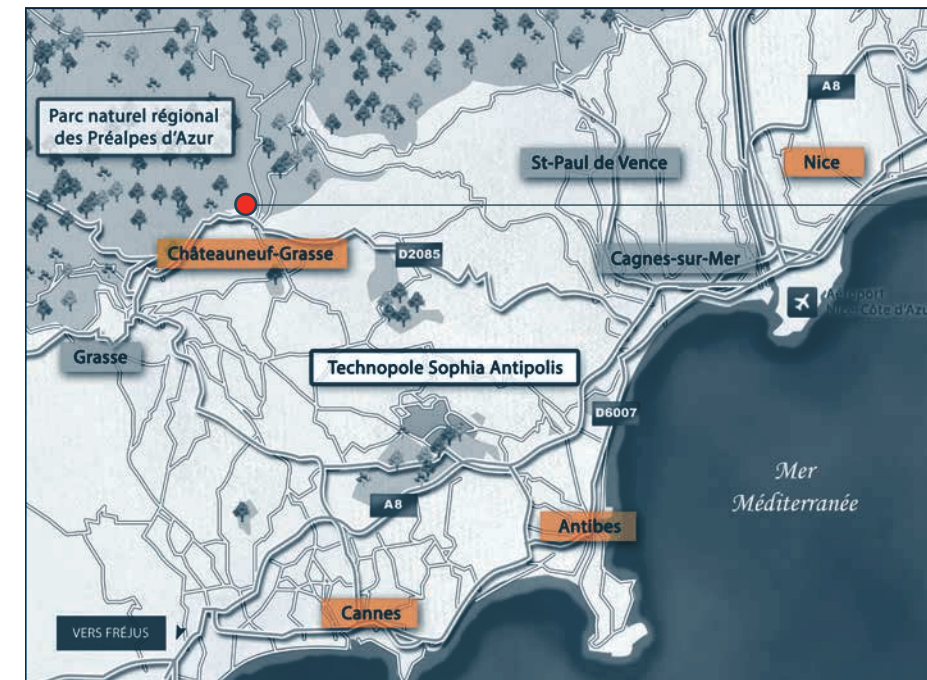 A8
Parc naturel régional
des Préalpes d'Azur
St-Paul de Vence
Nice
Châteauneuf-Grasse
D2085
Cagnes-sur-Mer
Aéroport
Nice Côte d'Azur
Grasse
Technopole Sophia Antipolis
D6007
Mer
Méditerranée
A8
Antibes
Cannes
VERS FRÉJUS